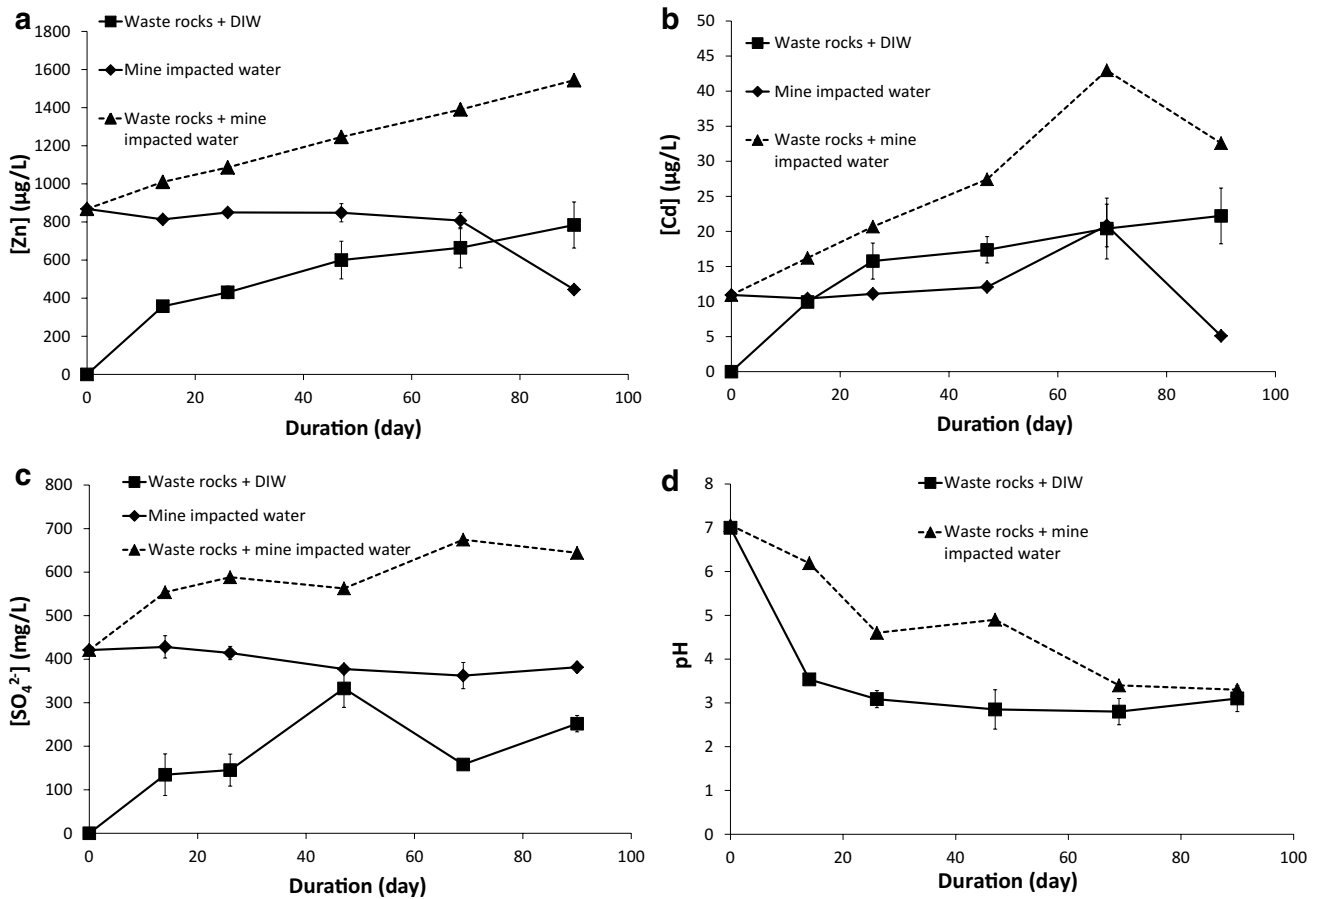 a
Waste rocks + DIW
Mine impacted water
Waste rocks + mine
impacted water
1800
1600
1400
1200
1000
800
600
400
200
0
[Zn] (µg/L)
0 20 40 60 80 100
Duration (day)
b
Waste rocks + DIW
Mine impacted water
Waste rocks + mine
impacted water
50
45
40
35
30
25
20
15
10
5
0
[Cd] (µg/L)
0 20 40 60 80 100
Duration (day)
c
Waste rocks + DIW
Mine impacted water
Waste rocks + mine impacted water
800
700
600
500
400
300
200
100
0
[SO₄²⁻] (mg/L)
0 20 40 60 80 100
Duration (day)
d
Waste rocks + DIW
Waste rocks + mine
impacted water
8
7
6
5
4
3
2
1
0
pH
0 20 40 60 80 100
Duration (day)